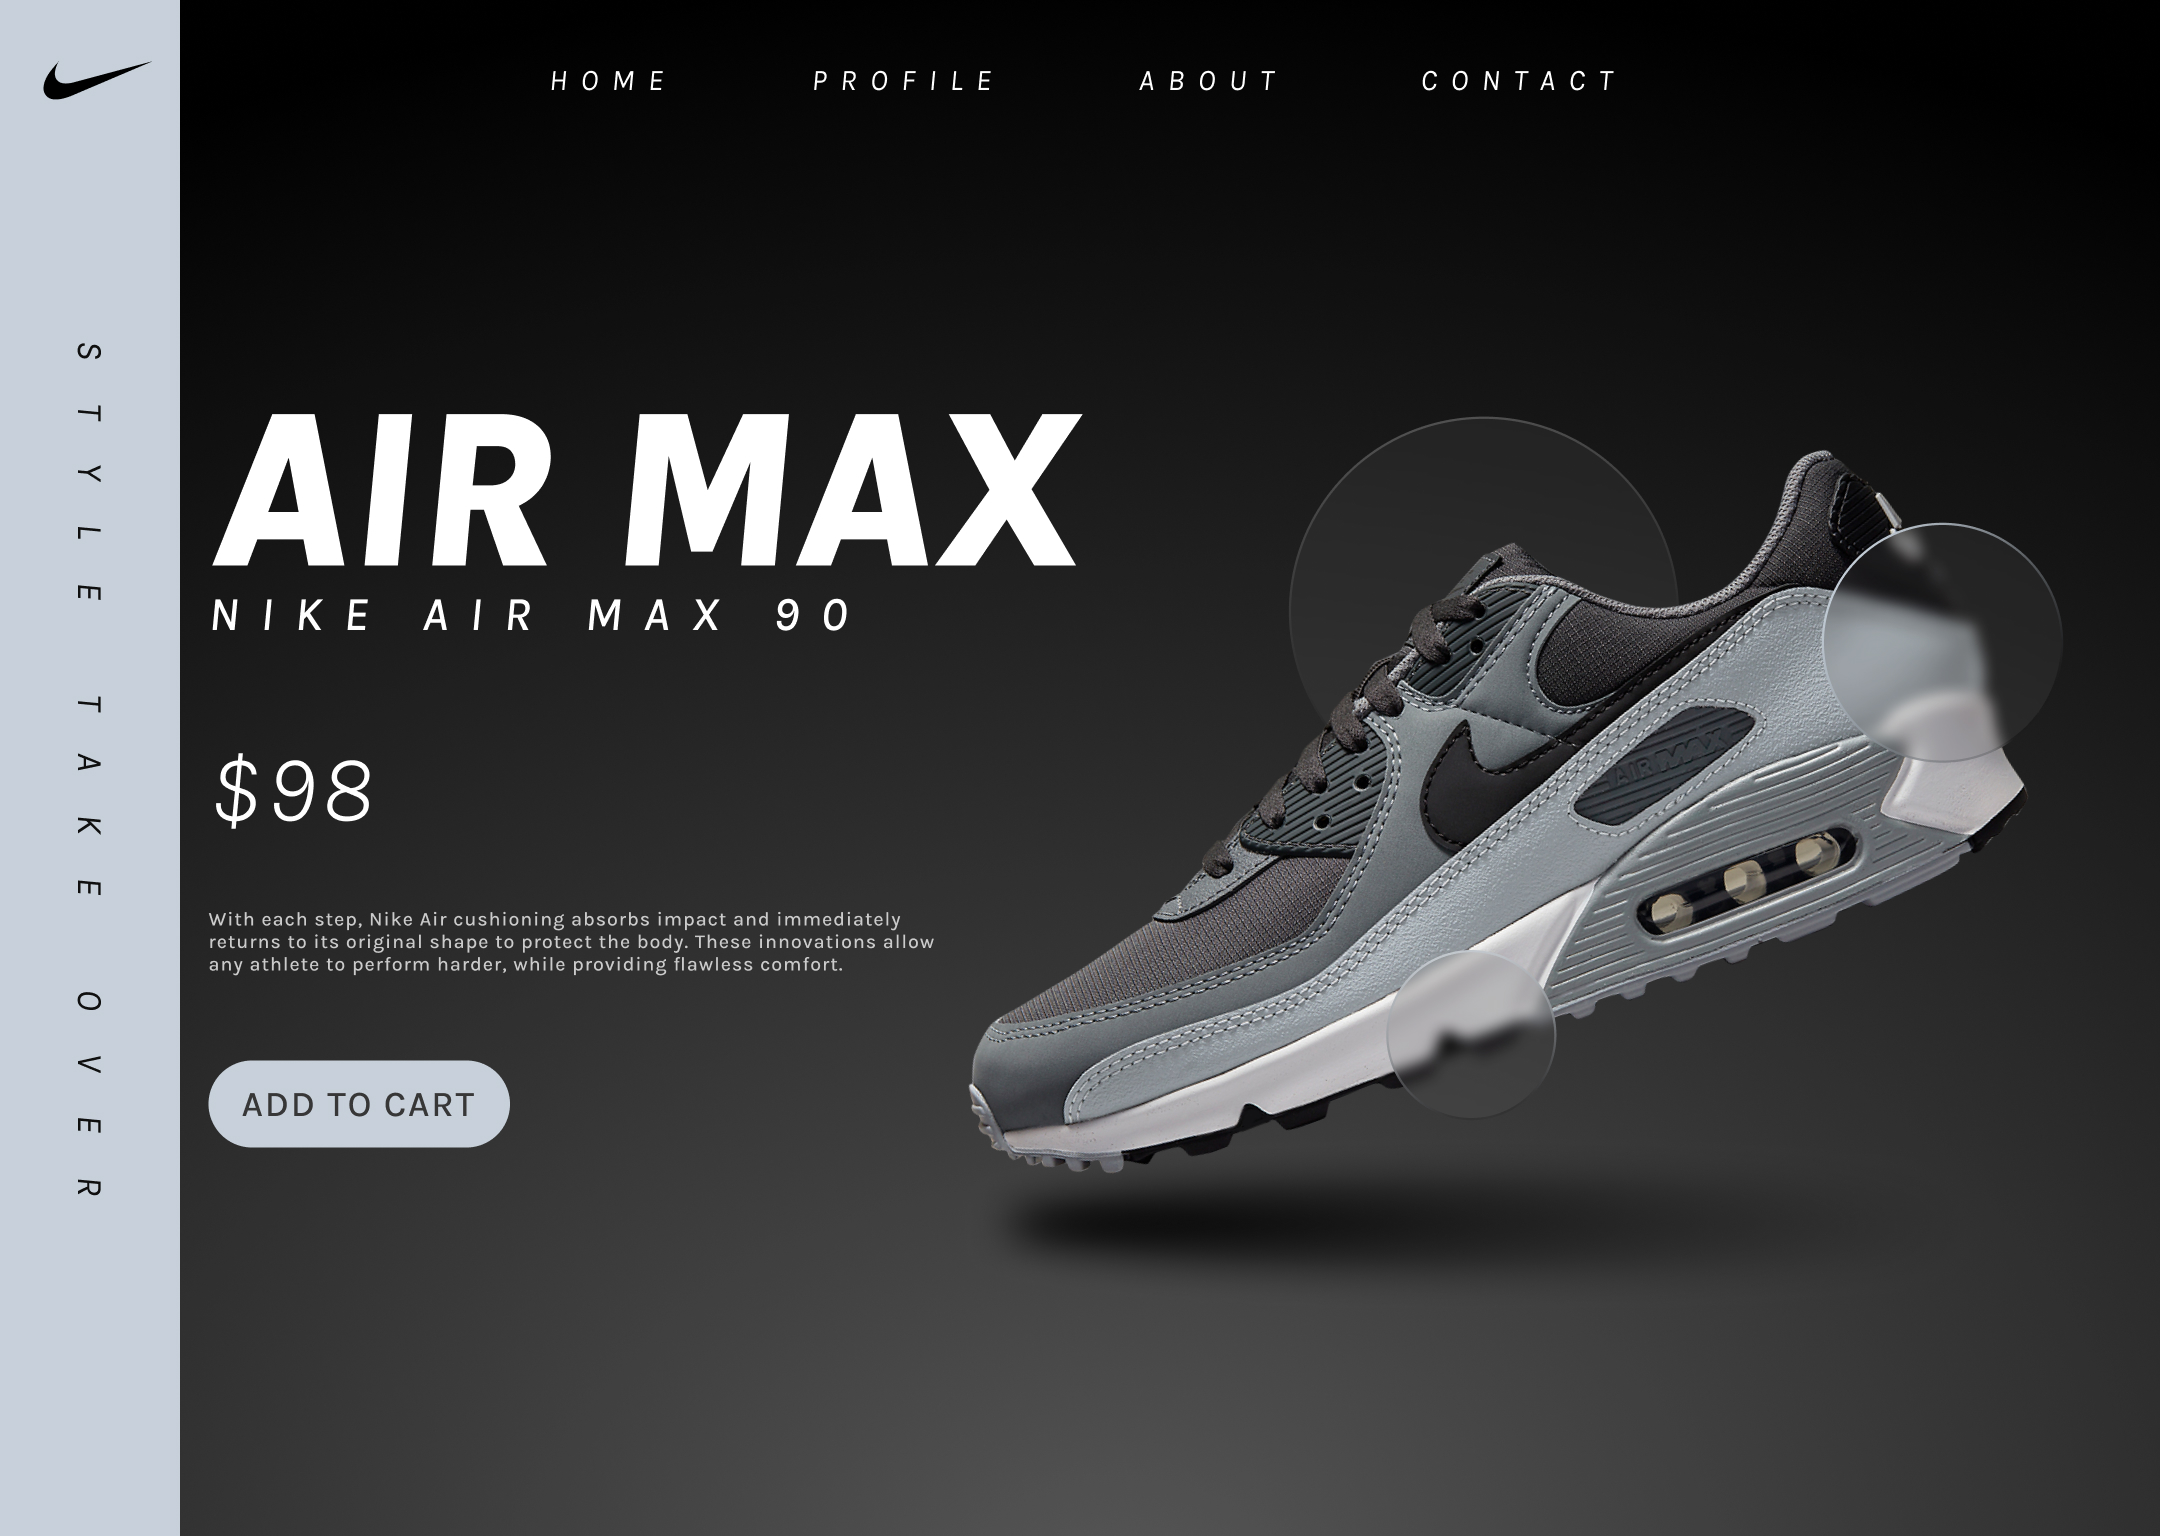 HOME PROFILE ABOUT CONTACT
STYLE TAKE OVER
AIR MAX
NIKE AIR MAX 90
$98
With each step, Nike Air cushioning absorbs impact and immediately
returns to its original shape to protect the body. These innovations allow
any athlete to perform harder, while providing flawless comfort.
ADD TO CART
AIR MAX